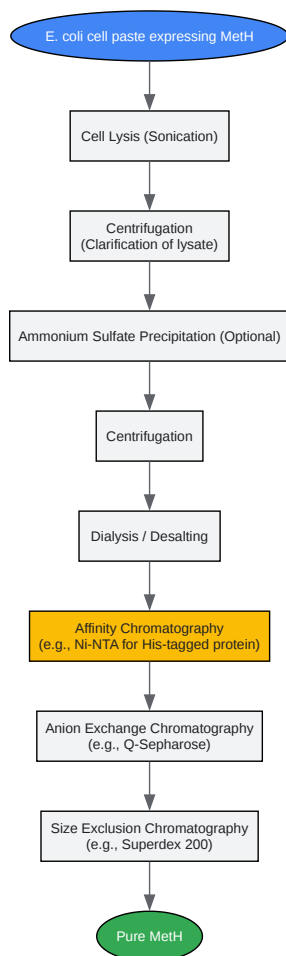 E. coli cell paste expressing MetH
Cell Lysis (Sonication)
Centrifugation
(Clarification of lysate)
Ammonium Sulfate Precipitation (Optional)
Centrifugation
Dialysis / Desalting
Affinity Chromatography
(e.g., Ni-NTA for His-tagged protein)
Anion Exchange Chromatography
(e.g., Q-Sepharose)
Size Exclusion Chromatography
(e.g., Superdex 200)
Pure MetH